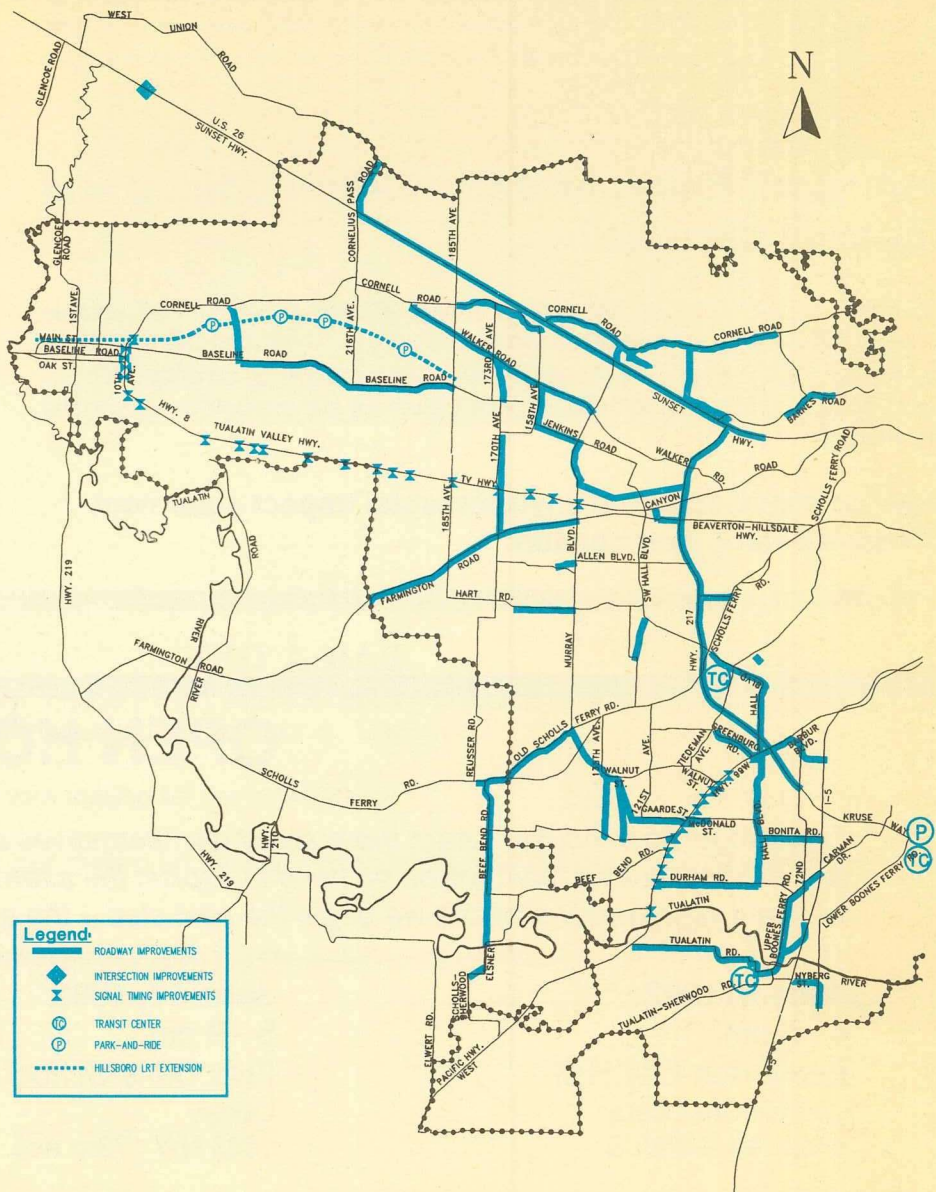 WEST
UNION
ROAD
GLENCOE ROAD
N
U.S. 26
SUNSET HWY.
CORNELIUS PASS
ROAD
185TH AVE.
GLENCOE
ROAD
1ST AVE.
CORNELL ROAD
CORNELL
ROAD
CORNELL
ROAD
CORNELL ROAD
MAIN ST.
BASELINE ROAD
OAK ST.
10TH
AVE.
P
P
P
P
216TH AVE.
BASELINE ROAD
BASELINE ROAD
WALKER ROAD
173RD AVE.
158TH AVE.
SUNSET
HWY.
BARNES ROAD
HWY. 8
TUALATIN VALLEY HWY.
170TH AVE.
JENKINS
ROAD
WALKER
RD.
CANYON
ROAD
SCHOLLS FERRY ROAD
TV HWY.
185TH AVE.
BEAVERTON-HILLSDALE
HWY.
TUALATIN
ROAD
HWY. 219
RIVER
FARMINGTON
ROAD
BLVD.
ALLEN BLVD.
SW HALL BLVD.
HART RD.
MURRAY
217
HWY.
SCHOLLS FERRY
RD.
FARMINGTON
ROAD
RIVER
TC
HALL
BLVD
REUSSER RD.
OLD SCHOLLS FERRY RD.
GREENBURG
RD.
BARBUR
BLVD.
SCHOLLS
FERRY
RD.
AVE.
121ST
TIEDEMAN
AVE.
WALNUT
ST.
WALNUT
ST.
HWY. 99W
GAARDE ST.
McDONALD
ST.
I-5
KRUSE
WAY
P
TC
HWY.
210
HWY. 219
BEEF BEND RD.
BEEF
BEND RD.
HALL
BLVD.
BONITA RD.
72ND
CARMAN
DR.
LOWER BOONES FERRY RD.
DURHAM RD.
UPPER
BOONES FERRY RD.
TUALATIN
TUALATIN
RD.
RIVER
NYBERG
ST.
TC
TUALATIN-SHERWOOD RD.
SCHOLLS-
SHERWOOD
ELSNER
ELWERT RD.
PACIFIC HWY.
WEST
I-5
Legend:
ROADWAY IMPROVEMENTS
INTERSECTION IMPROVEMENTS
SIGNAL TIMING IMPROVEMENTS
TC TRANSIT CENTER
P PARK-AND-RIDE
HILLSBORO LRT EXTENSION